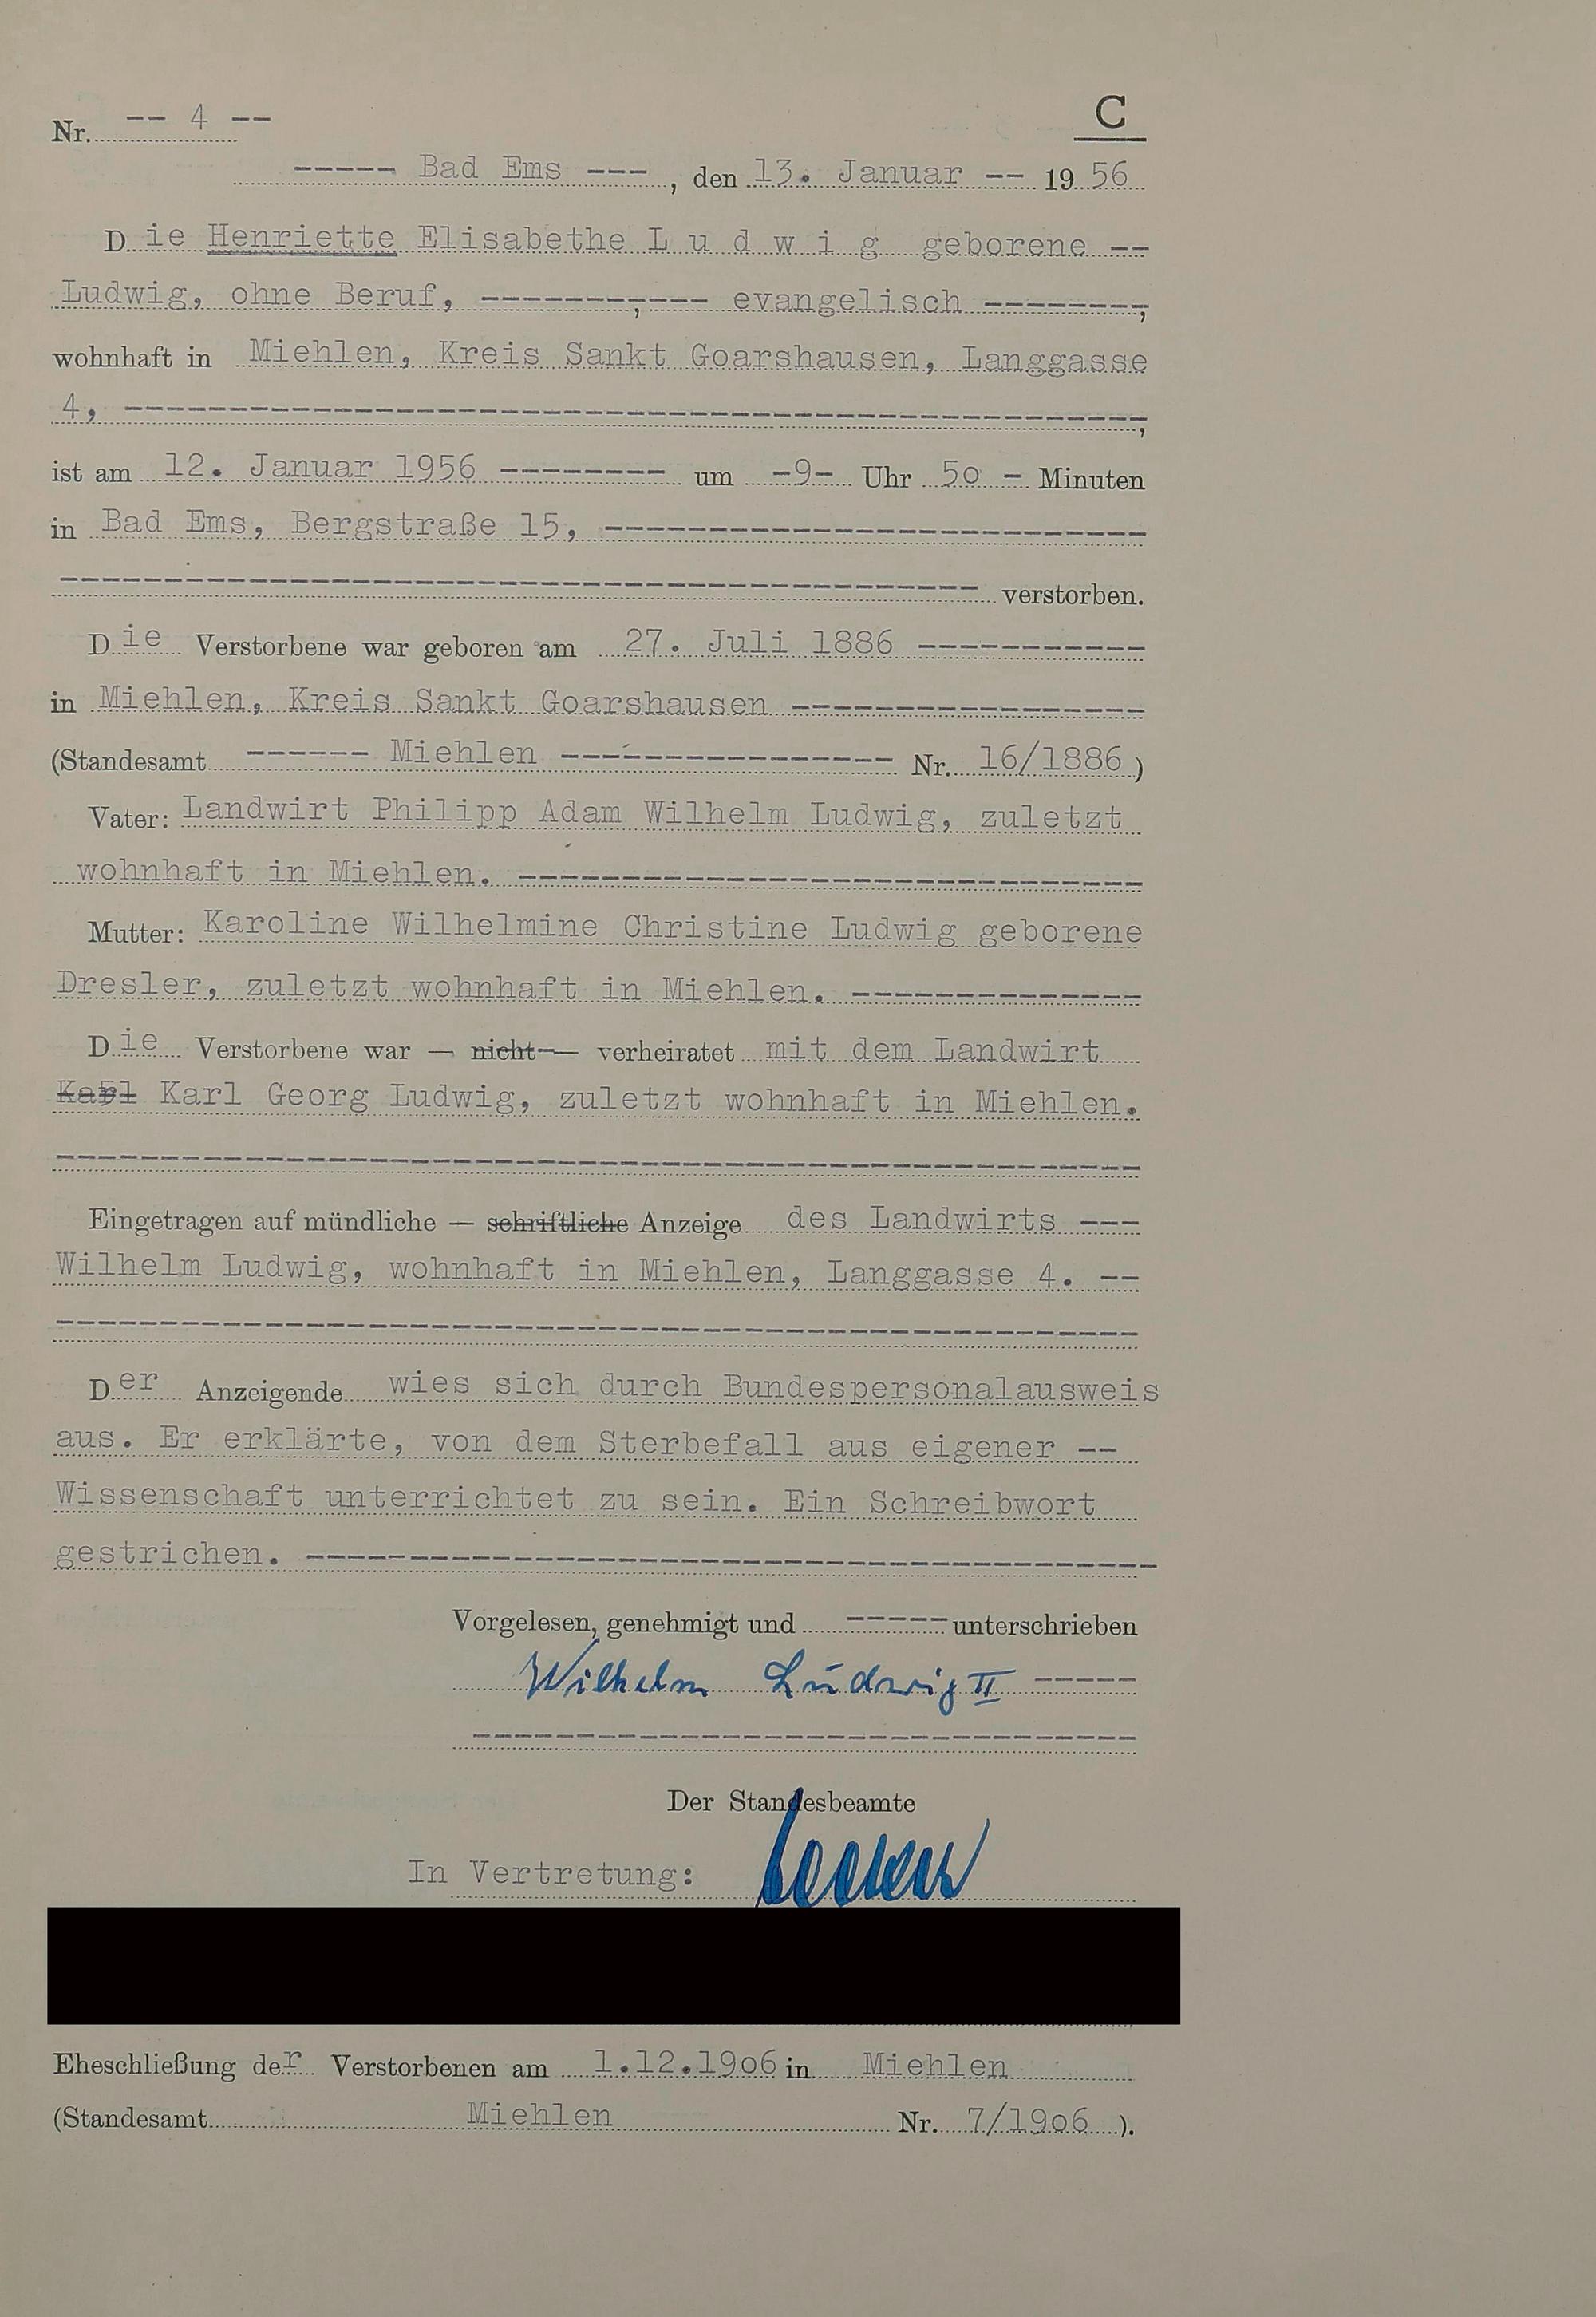 Nr. -- 4 --
C
----- Bad Ems ---, den 13. Januar -- 1956
Die Henriette Elisabethe L u d w i g geborene --
Ludwig, ohne Beruf, -----------,---- evangelisch --------,
wohnhaft in Miehlen, Kreis Sankt Goarshausen, Langgasse
4, -------------------------------------------------,
ist am 12. Januar 1956 -------- um -9- Uhr 50 - Minuten
in Bad Ems, Bergstraße 15, --------------------------
-------------------------------------------- verstorben.
Die Verstorbene war geboren am 27. Juli 1886 -----------
in Miehlen, Kreis Sankt Goarshausen -----------------
(Standesamt ------ Miehlen ---------------- Nr. 16/1886)
Vater: Landwirt Philipp Adam Wilhelm Ludwig, zuletzt
wohnhaft in Miehlen. ------------------------------
Mutter: Karoline Wilhelmine Christine Ludwig geborene
Dresler, zuletzt wohnhaft in Miehlen. --------------
Die Verstorbene war — nicht — verheiratet mit dem Landwirt
Karl Georg Ludwig, zuletzt wohnhaft in Miehlen.
----------------------------------------------------
Eingetragen auf mündliche — schriftliche Anzeige des Landwirts ---
Wilhelm Ludwig, wohnhaft in Miehlen, Langgasse 4. --
----------------------------------------------------
Der Anzeigende wies sich durch Bundespersonalausweis
aus. Er erklärte, von dem Sterbefall aus eigener --
Wissenschaft unterrichtet zu sein. Ein Schreibwort
gestrichen. -----------------------------------------
Vorgelesen, genehmigt und ----- unterschrieben
Wilhelm Ludwig II -----
--------------------------------
Der Standesbeamte
In Vertretung:
Eheschließung der Verstorbenen am 1.12.1906 in Miehlen
(Standesamt Miehlen Nr. 7/1906).